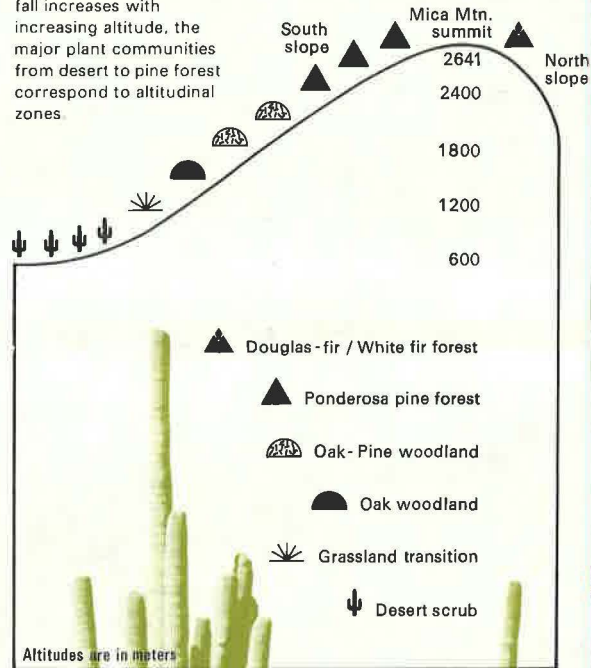 fall increases with
increasing altitude, the
major plant communities
from desert to pine forest
correspond to altitudinal
zones.
South
slope
Mica Mtn.
summit
2641
North
slope
2400
1800
1200
600
Douglas-fir / White fir forest
Ponderosa pine forest
Oak-Pine woodland
Oak woodland
Grassland transition
Desert scrub
Altitudes are in meters